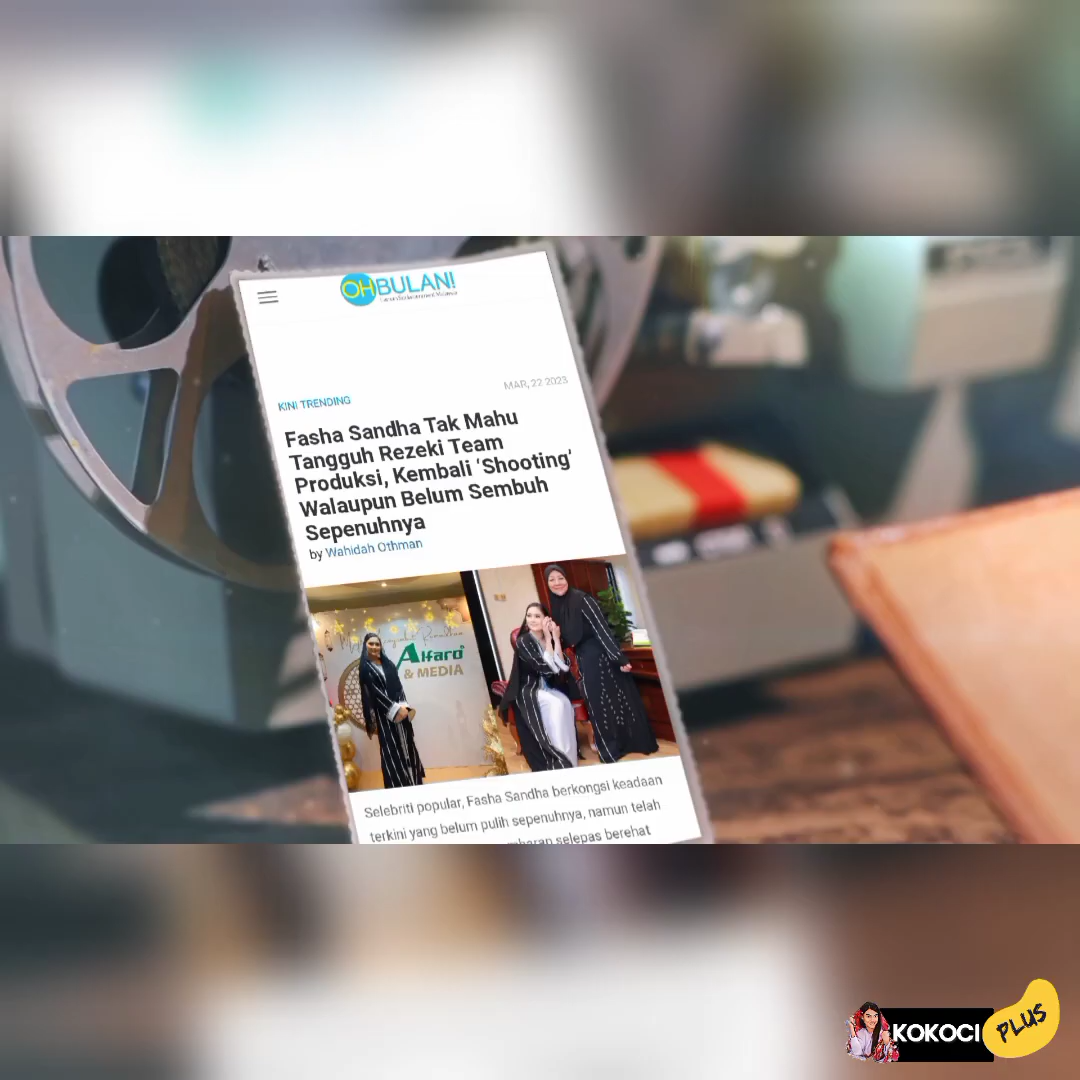 OHBULAN!
MAR, 22 2023
KINI TRENDING
Fasha Sandha Tak Mahu
Tangguh Rezeki Team
Produksi, Kembali ‘Shooting’
Walaupun Belum Sembuh
Sepenuhnya
by Wahidah Othman
Alfaro
& MEDIA
Selebriti popular, Fasha Sandha berkongsi keadaan
terkini yang belum pulih sepenuhnya, namun telah
selepas berehat
KOKOCI PLUS